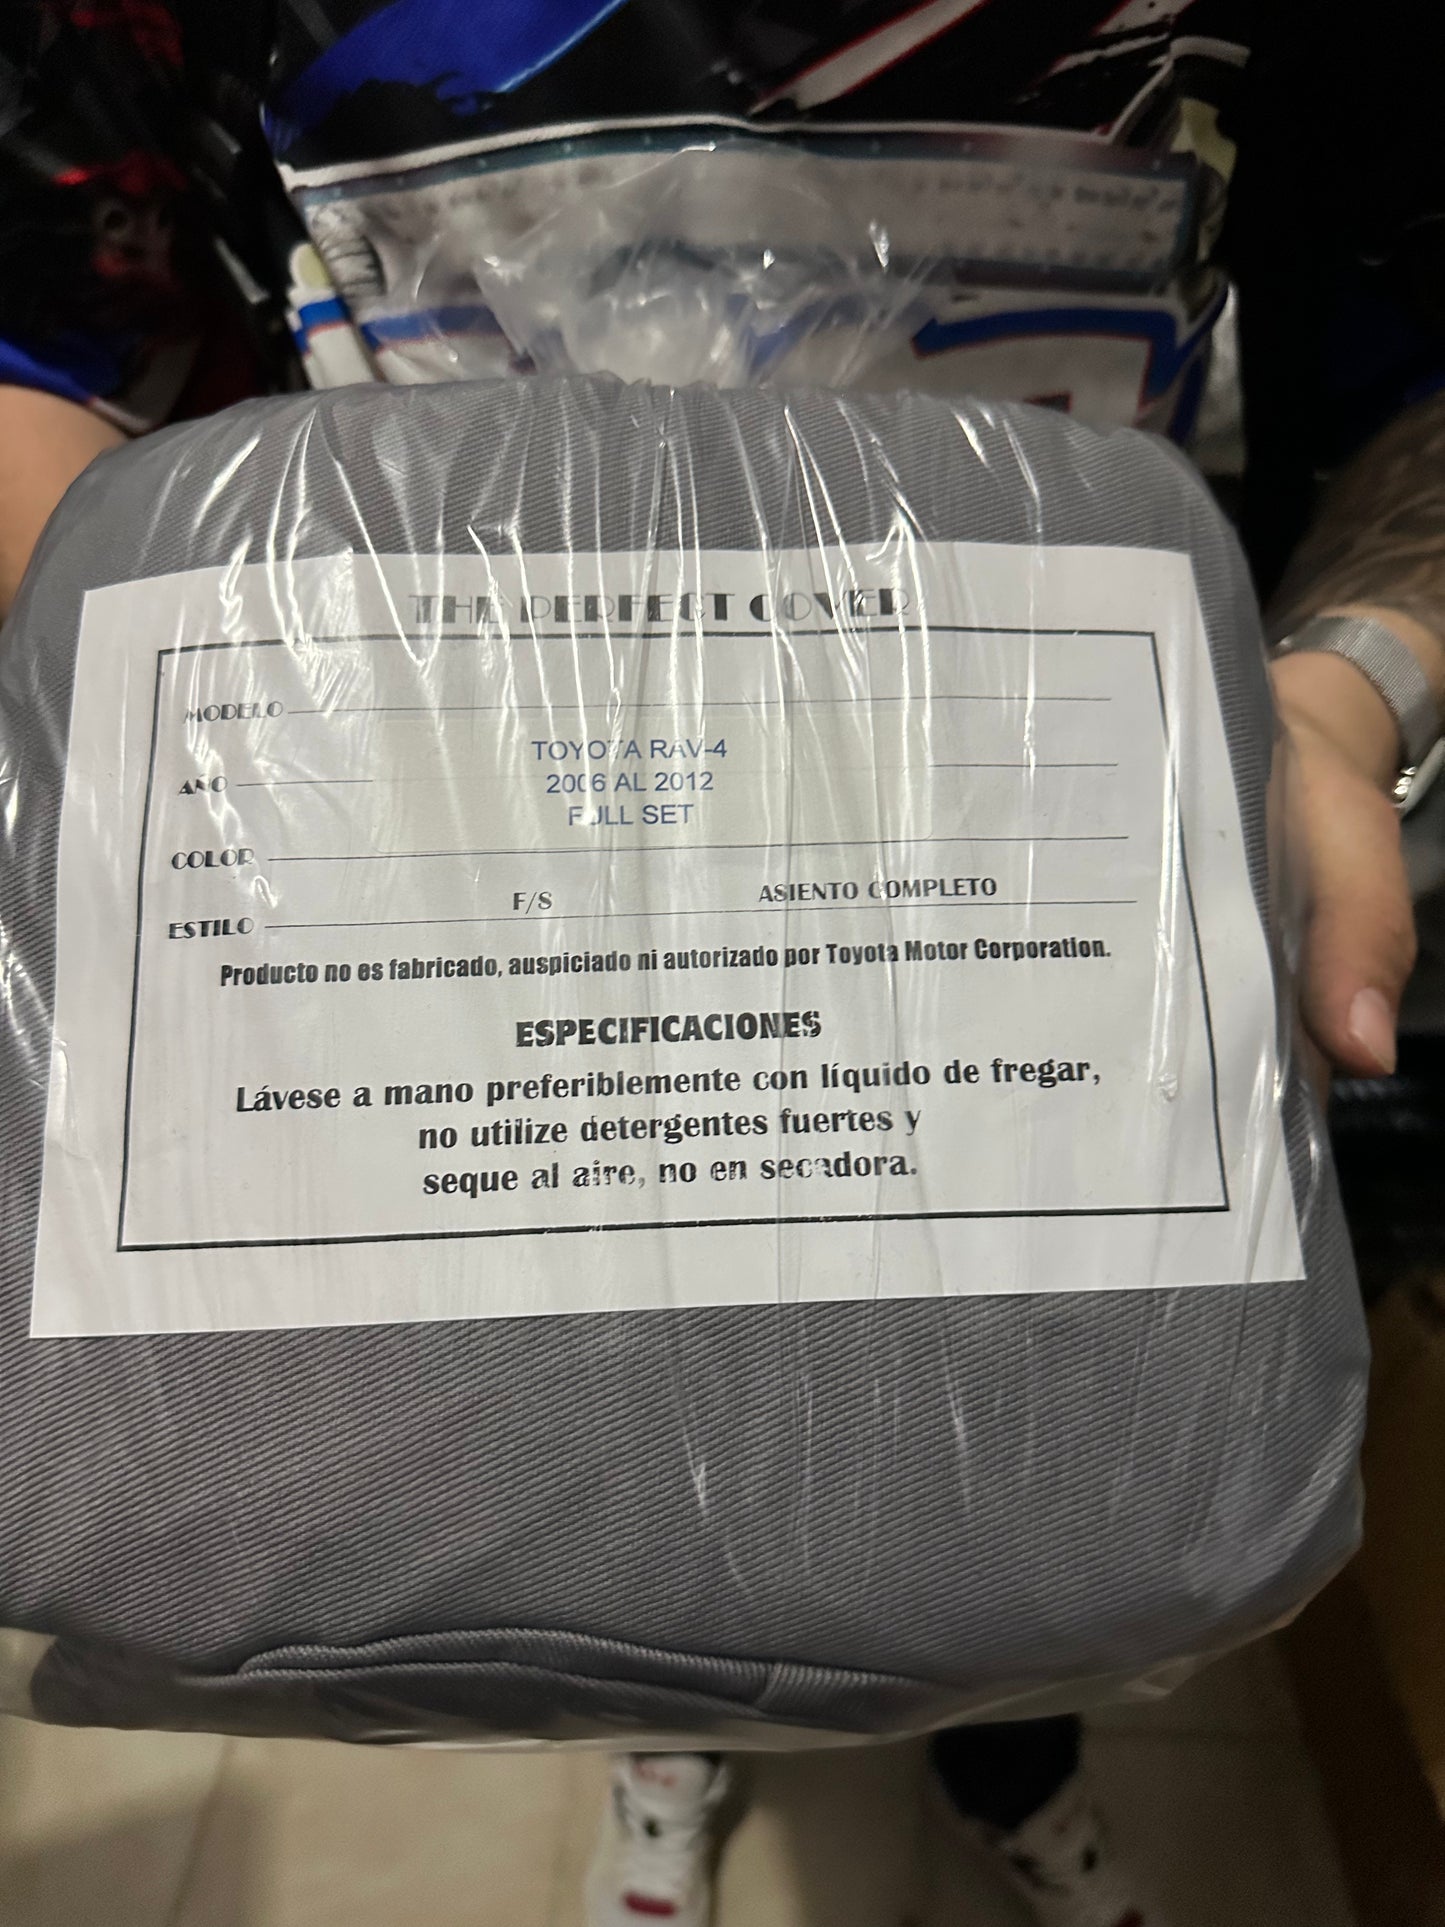 THE PERFECT COVER
MODELO
TOYOTA RAV-4
AÑO
2006 AL 2012
FULL SET
COLOR
ESTILO F/S ASIENTO COMPLETO
Producto no es fabricado, auspiciado ni autorizado por Toyota Motor Corporation.
ESPECIFICACIONES
Lávese a mano preferiblemente con líquido de fregar,
no utilize detergentes fuertes y
seque al aire, no en secadora.